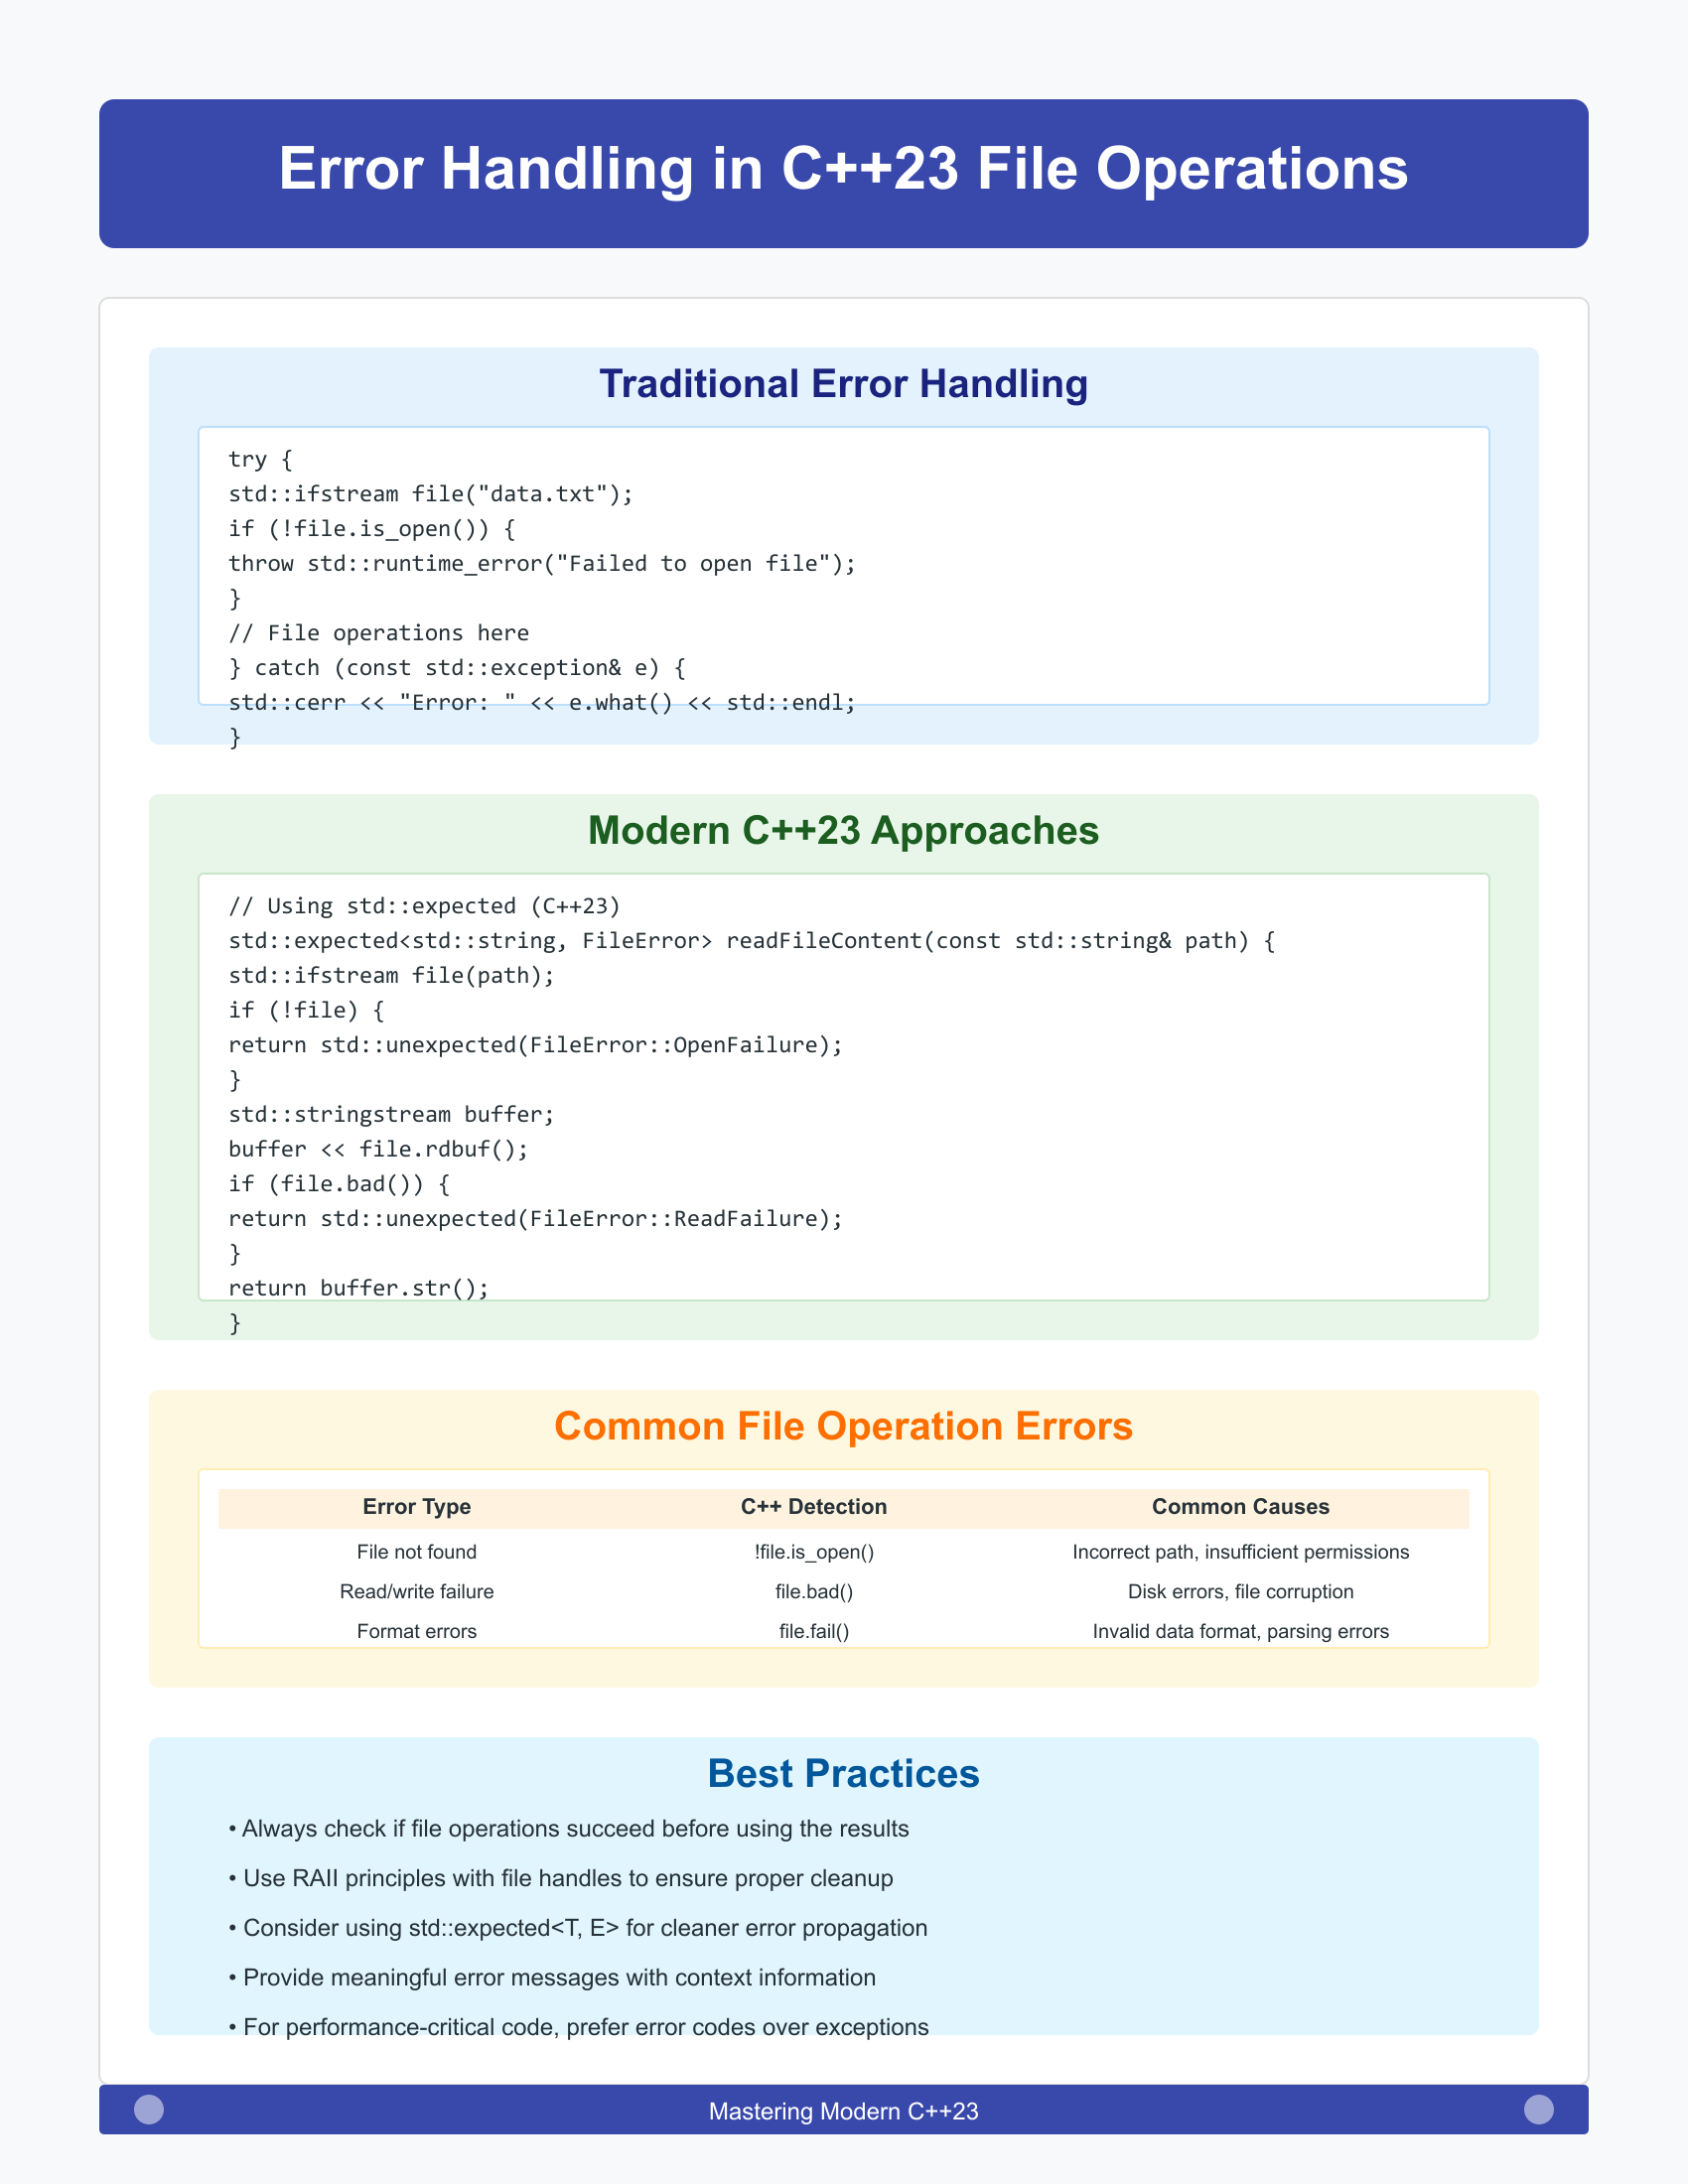 Error Handling in C++23 File Operations
Traditional Error Handling
try {
std::ifstream file("data.txt");
if (!file.is_open()) {
throw std::runtime_error("Failed to open file");
}
// File operations here
} catch (const std::exception& e) {
std::cerr << "Error: " << e.what() << std::endl;
}
Modern C++23 Approaches
// Using std::expected (C++23)
std::expected<std::string, FileError> readFileContent(const std::string& path) {
std::ifstream file(path);
if (!file) {
return std::unexpected(FileError::OpenFailure);
}
std::stringstream buffer;
buffer << file.rdbuf();
if (file.bad()) {
return std::unexpected(FileError::ReadFailure);
}
return buffer.str();
}
Common File Operation Errors
Error Type C++ Detection Common Causes
File not found !file.is_open() Incorrect path, insufficient permissions
Read/write failure file.bad() Disk errors, file corruption
Format errors file.fail() Invalid data format, parsing errors
Best Practices
• Always check if file operations succeed before using the results
• Use RAII principles with file handles to ensure proper cleanup
• Consider using std::expected<T, E> for cleaner error propagation
• Provide meaningful error messages with context information
• For performance-critical code, prefer error codes over exceptions
Mastering Modern C++23